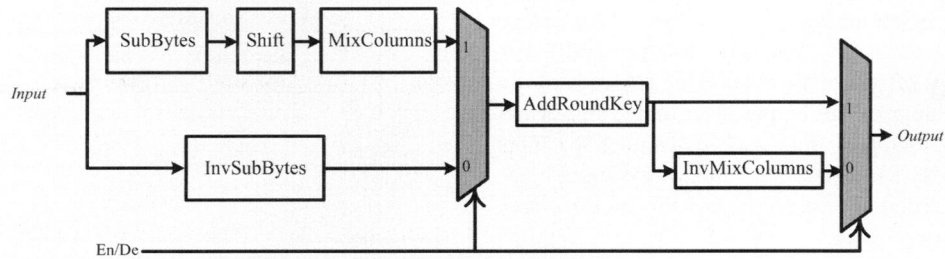 SubBytes
Shift
MixColumns
1
Input
AddRoundKey
1
Output
InvSubBytes
0
InvMixColumns
0
En/De